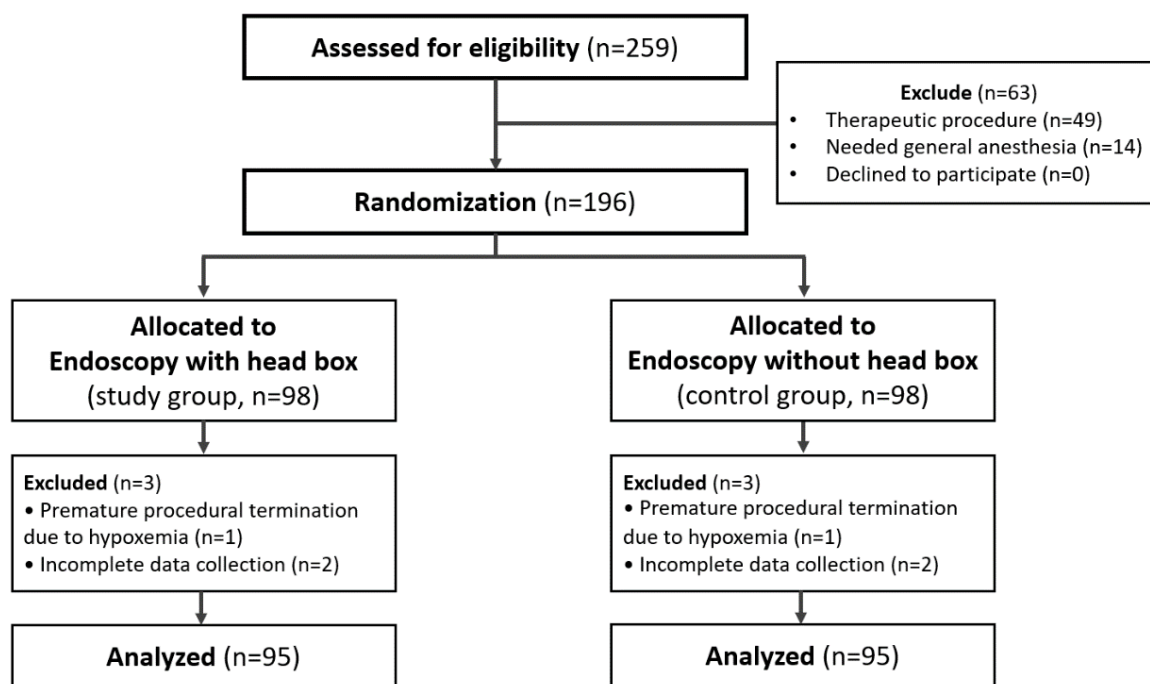 Assessed for eligibility (n=259)
Exclude (n=63)
• Therapeutic procedure (n=49)
• Needed general anesthesia (n=14)
• Declined to participate (n=0)
Randomization (n=196)
Allocated to
Endoscopy with head box
(study group, n=98)
Allocated to
Endoscopy without head box
(control group, n=98)
Excluded (n=3)
• Premature procedural termination
due to hypoxemia (n=1)
• Incomplete data collection (n=2)
Excluded (n=3)
• Premature procedural termination
due to hypoxemia (n=1)
• Incomplete data collection (n=2)
Analyzed (n=95)
Analyzed (n=95)